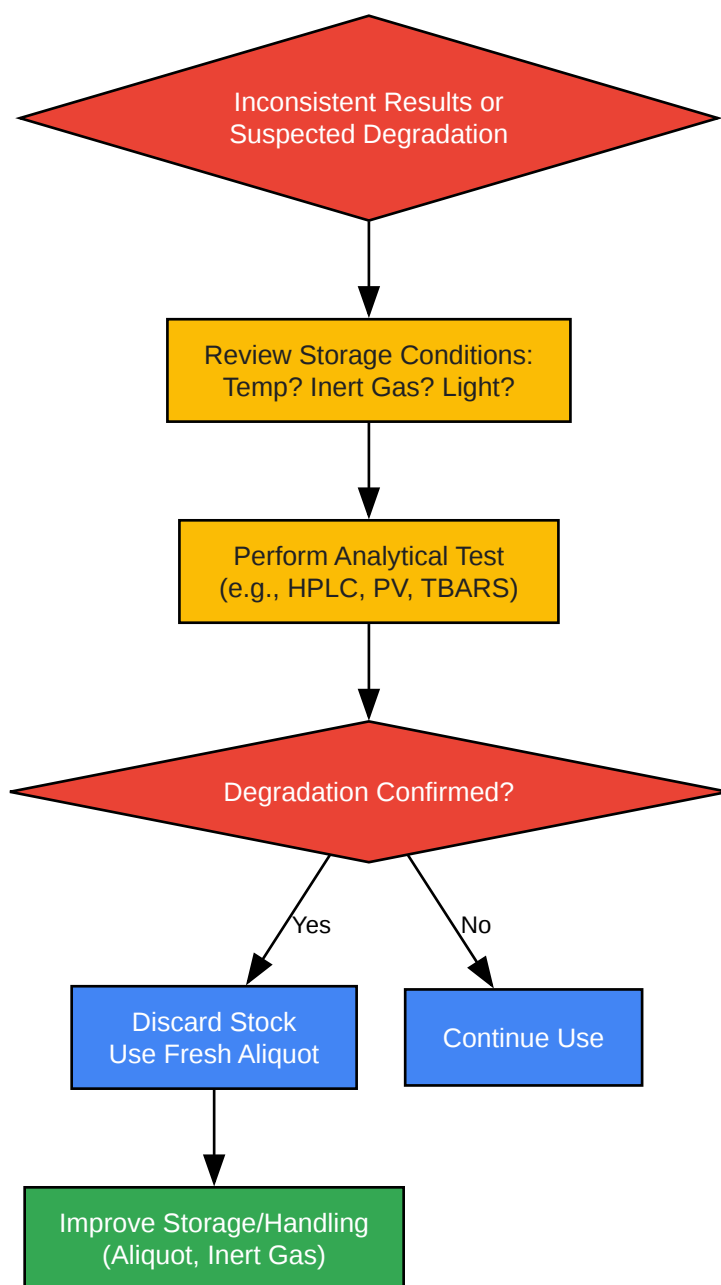 Inconsistent Results or
Suspected Degradation
Review Storage Conditions:
Temp? Inert Gas? Light?
Perform Analytical Test
(e.g., HPLC, PV, TBARS)
Degradation Confirmed?
Yes
No
Discard Stock
Use Fresh Aliquot
Continue Use
Improve Storage/Handling
(Aliquot, Inert Gas)